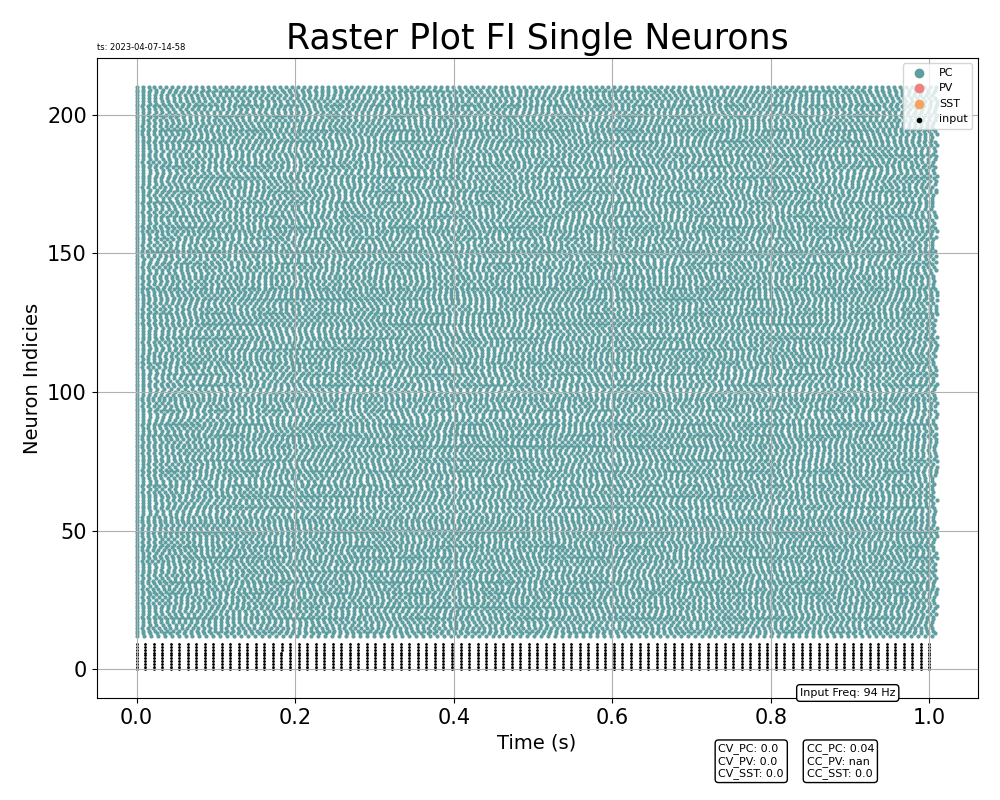 Raster Plot FI Single Neurons
ts: 2023-04-07-14-58
PC
PV
SST
input
200
150
100
50
0
Neuron Indicies
Input Freq: 94 Hz
0.0 0.2 0.4 0.6 0.8 1.0
Time (s)
CV_PC: 0.0
CV_PV: 0.0
CV_SST: 0.0
CC_PC: 0.04
CC_PV: nan
CC_SST: 0.0